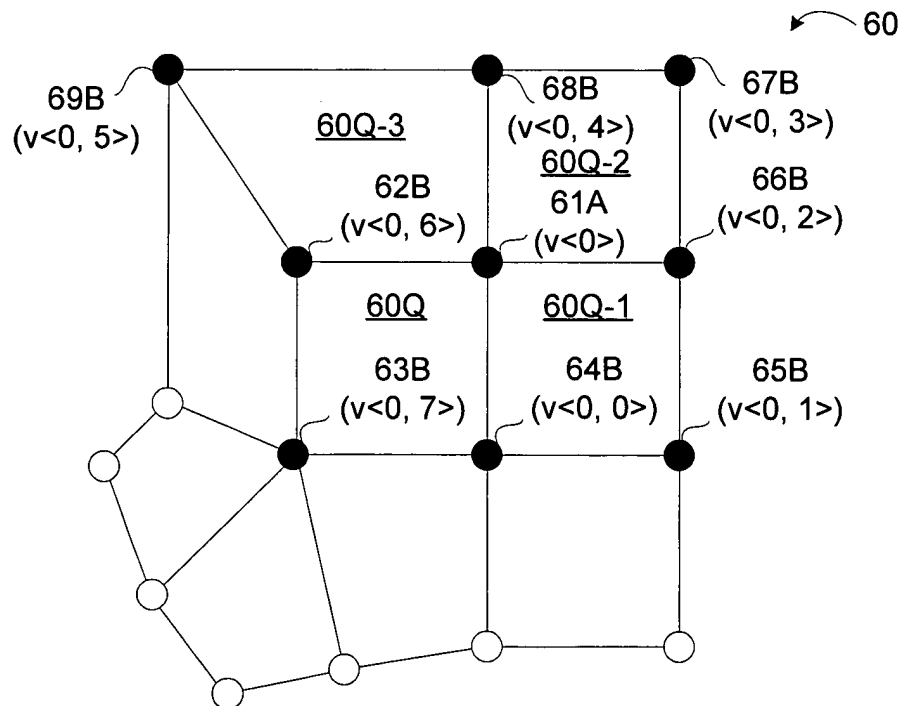 60
69B
(v<0, 5>)
68B
(v<0, 4>)
67B
(v<0, 3>)
60Q-3
60Q-2
62B
(v<0, 6>)
61A
(v<0>)
66B
(v<0, 2>)
60Q
60Q-1
63B
(v<0, 7>)
64B
(v<0, 0>)
65B
(v<0, 1>)